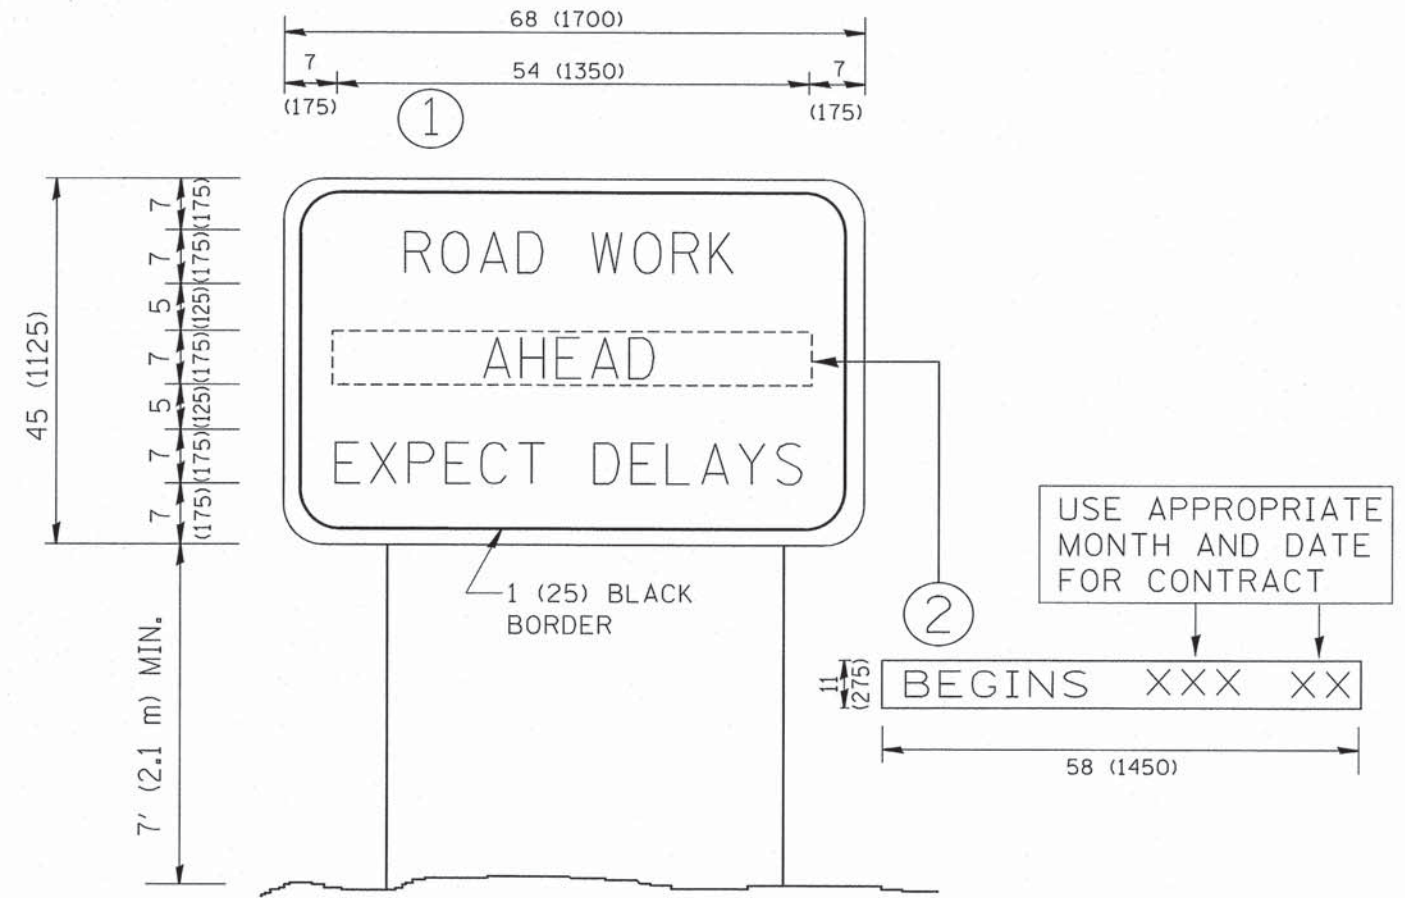 68 (1700)
7
54 (1350)
7
(175)
(175)
1
45 (1125)
7
(175)
7
(175)
5
(125)
7
(175)
5
(125)
7
(175)
7
(175)
ROAD WORK
AHEAD
EXPECT DELAYS
1 (25) BLACK
BORDER
7' (2.1 m) MIN.
2
USE APPROPRIATE
MONTH AND DATE
FOR CONTRACT
11
(275)
BEGINS XXX XX
58 (1450)